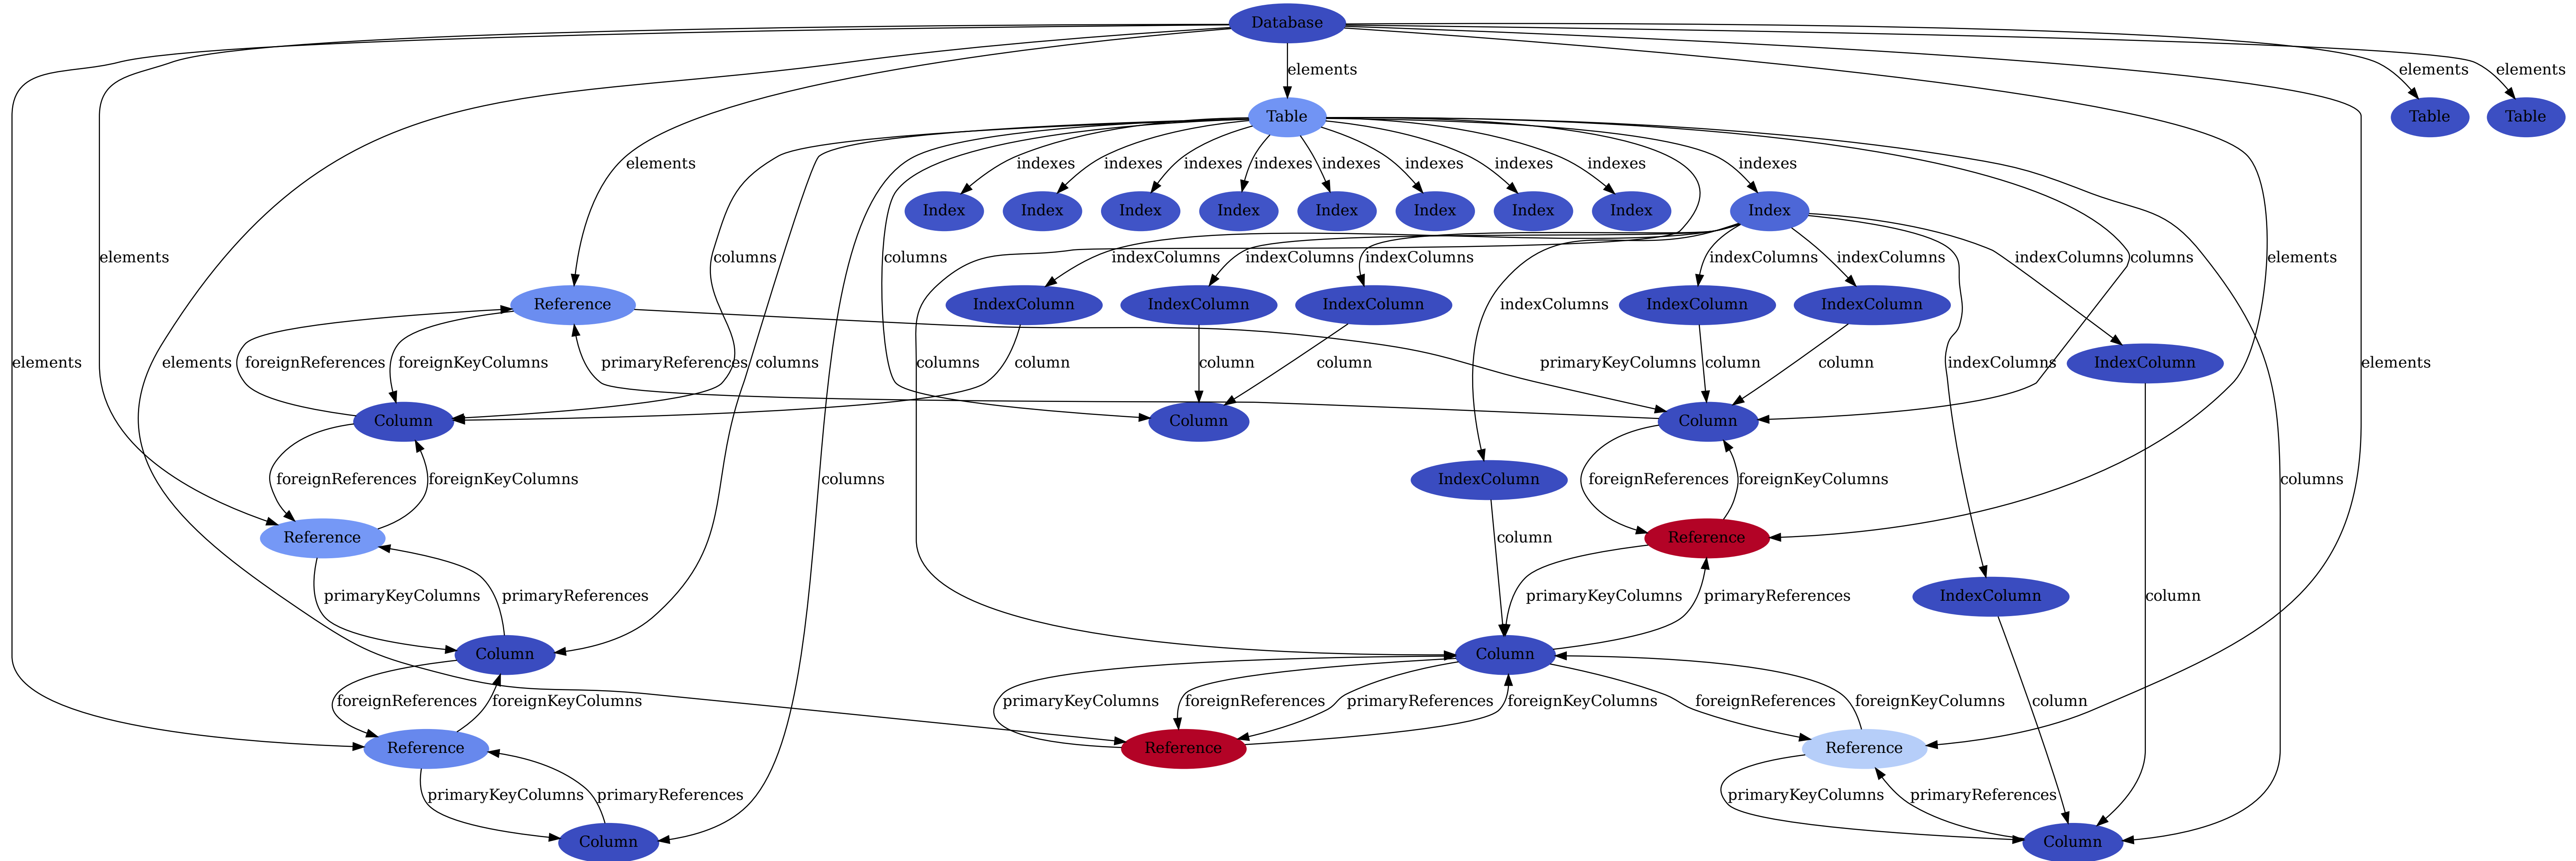 Database
elements
elements
elements
Table
Table
Table
elements
indexes
indexes
indexes
indexes
indexes
indexes
indexes
indexes
indexes
Index
Index
Index
Index
Index
Index
Index
Index
Index
elements
columns
columns
indexColumns
indexColumns
indexColumns
indexColumns
indexColumns
indexColumns
columns
elements
Reference
IndexColumn
IndexColumn
IndexColumn
indexColumns
IndexColumn
IndexColumn
elements
elements
foreignReferences
foreignKeyColumns
primaryReferences
columns
columns
column
column
column
primaryKeyColumns
column
column
indexColumns
IndexColumn
elements
Column
Column
Column
foreignReferences
foreignKeyColumns
columns
IndexColumn
foreignReferences
foreignKeyColumns
columns
Reference
column
Reference
primaryKeyColumns
primaryReferences
primaryKeyColumns
primaryReferences
IndexColumn
column
Column
Column
foreignReferences
foreignKeyColumns
primaryKeyColumns
foreignReferences
primaryReferences
foreignKeyColumns
foreignReferences
foreignKeyColumns
column
Reference
Reference
Reference
primaryKeyColumns
primaryReferences
primaryKeyColumns
primaryReferences
Column
Column